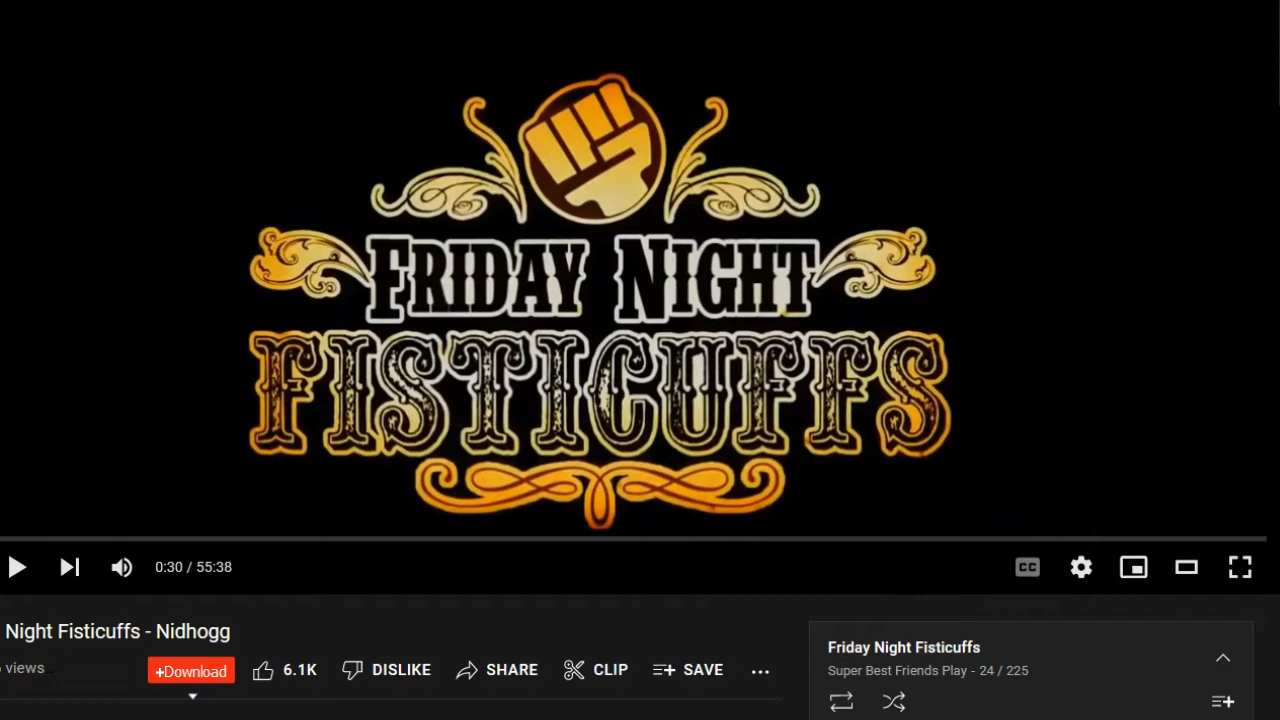 FRIDAY NIGHT
FISTICUFFS
0:30 / 55:38
CC
Night Fisticuffs - Nidhogg
views
+Download
6.1K
DISLIKE
SHARE
CLIP
SAVE
Friday Night Fisticuffs
Super Best Friends Play - 24 / 225